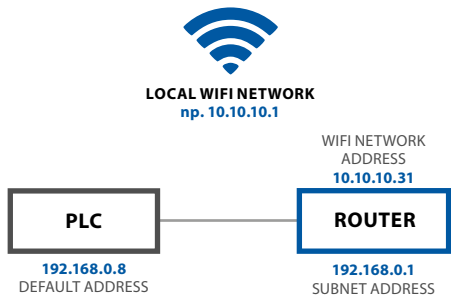 LOCAL WIFI NETWORK
np. 10.10.10.1
WIFI NETWORK
ADDRESS
10.10.10.31
PLC
ROUTER
192.168.0.8
DEFAULT ADDRESS
192.168.0.1
SUBNET ADDRESS